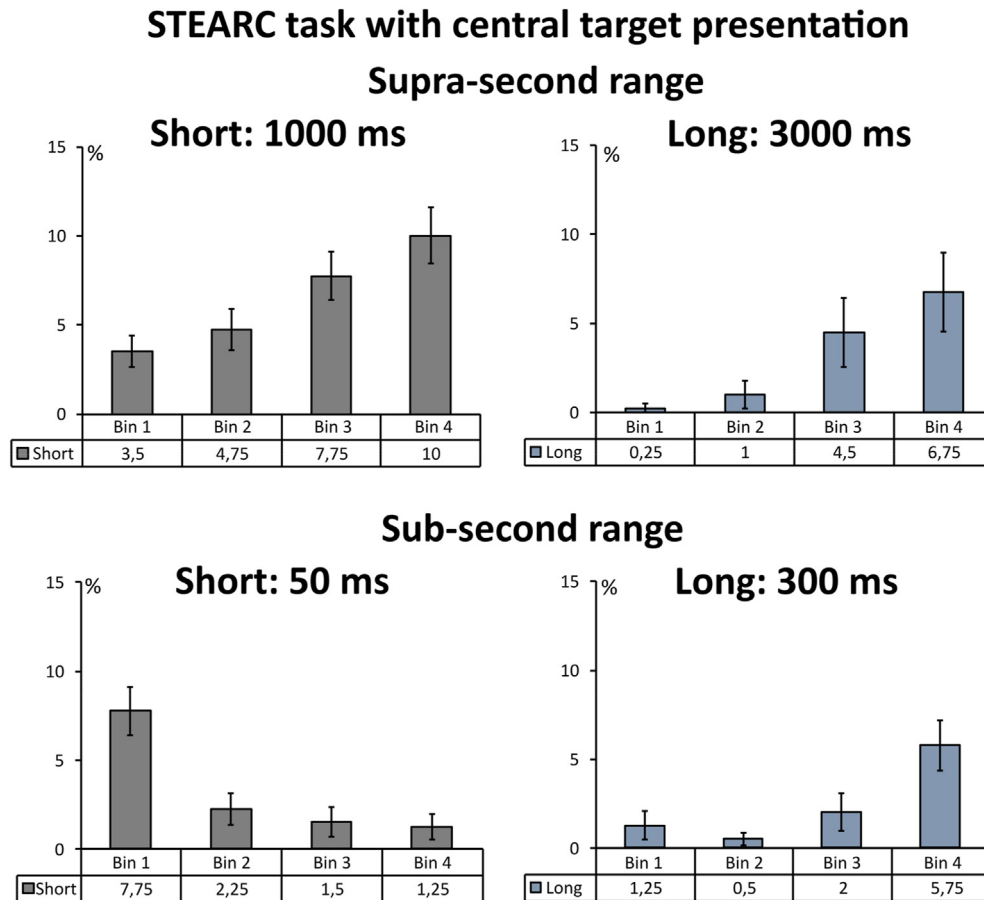 STEARC task with central target presentation
Supra-second range
Short: 1000 ms
15
%
10
5
0
Bin 1 Bin 2 Bin 3 Bin 4
Short 3,5 4,75 7,75 10
Long: 3000 ms
15
%
10
5
0
Bin 1 Bin 2 Bin 3 Bin 4
Long 0,25 1 4,5 6,75
Sub-second range
Short: 50 ms
15
%
10
5
0
Bin 1 Bin 2 Bin 3 Bin 4
Short 7,75 2,25 1,5 1,25
Long: 300 ms
15
%
10
5
0
Bin 1 Bin 2 Bin 3 Bin 4
Long 1,25 0,5 2 5,75